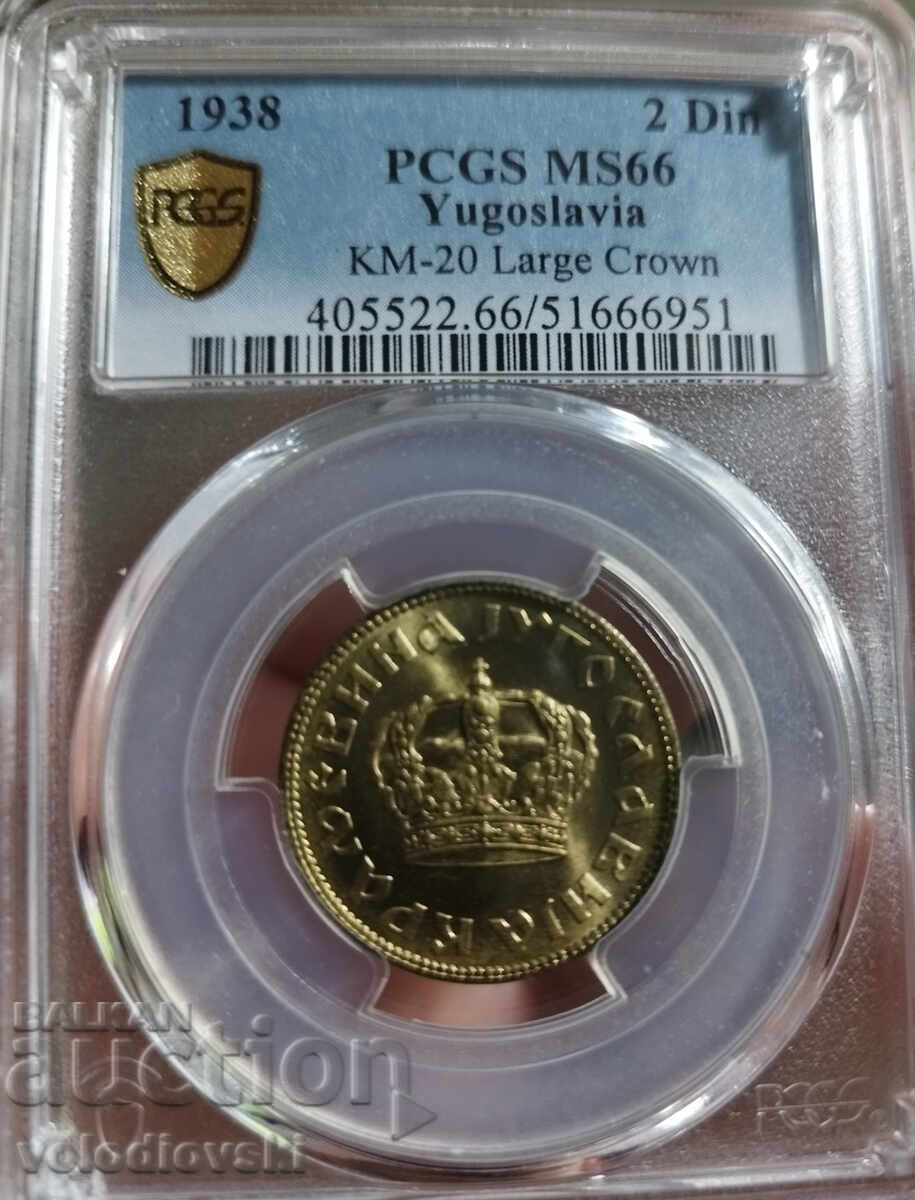 1938 2 Din
PCGS MS66
PCGS
Yugoslavia
KM-20 Large Crown
405522.66/51666951
КРАЉЕВИНА ЈУГОСЛАВИЈА
BALKAN
auction
volodiovski
PCGS